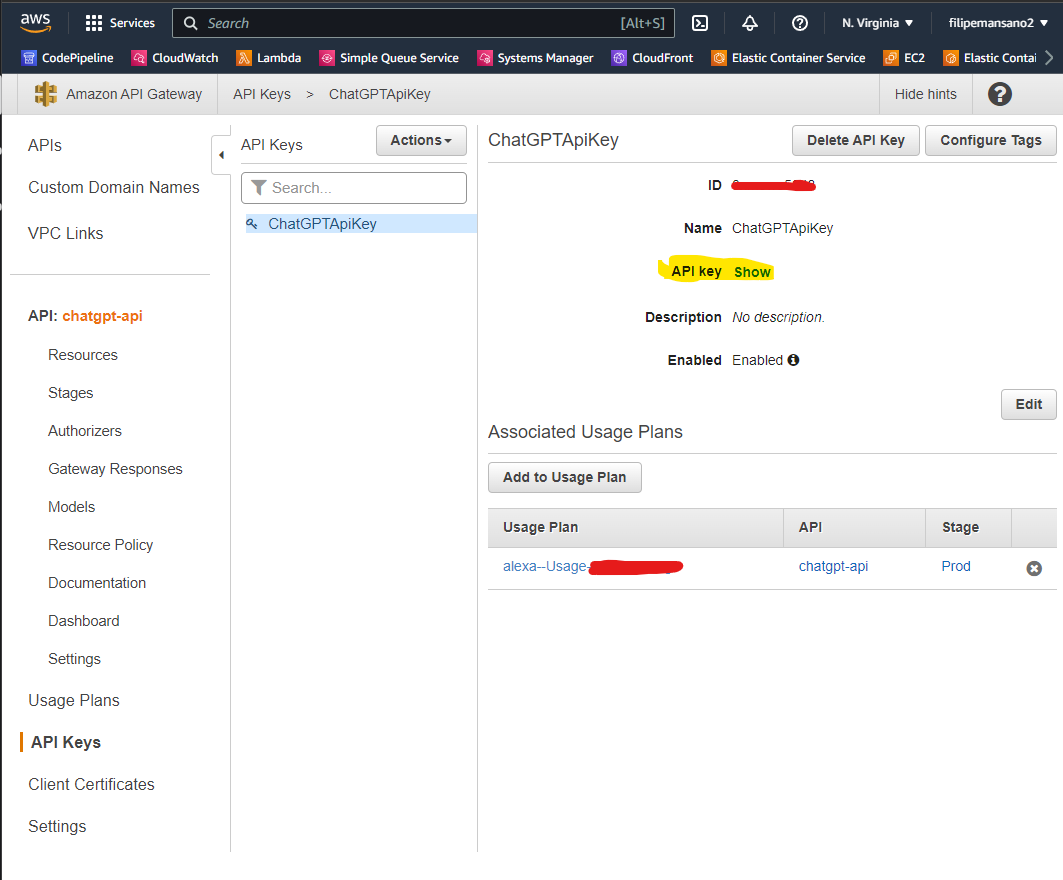 aws Services Search [Alt+S] N. Virginia filipemansano2
CodePipeline CloudWatch Lambda Simple Queue Service Systems Manager CloudFront Elastic Container Service EC2 Elastic Contai
Amazon API Gateway API Keys > ChatGPTApiKey Hide hints ?
APIs
Custom Domain Names
VPC Links
API: chatgpt-api
Resources
Stages
Authorizers
Gateway Responses
Models
Resource Policy
Documentation
Dashboard
Settings
Usage Plans
API Keys
Client Certificates
Settings
API Keys Actions
Search...
ChatGPTApiKey
ChatGPTApiKey Delete API Key Configure Tags
ID
Name ChatGPTApiKey
API key Show
Description No description.
Enabled Enabled
Edit
Associated Usage Plans
Add to Usage Plan
Usage Plan API Stage
alexa--Usage- chatgpt-api Prod